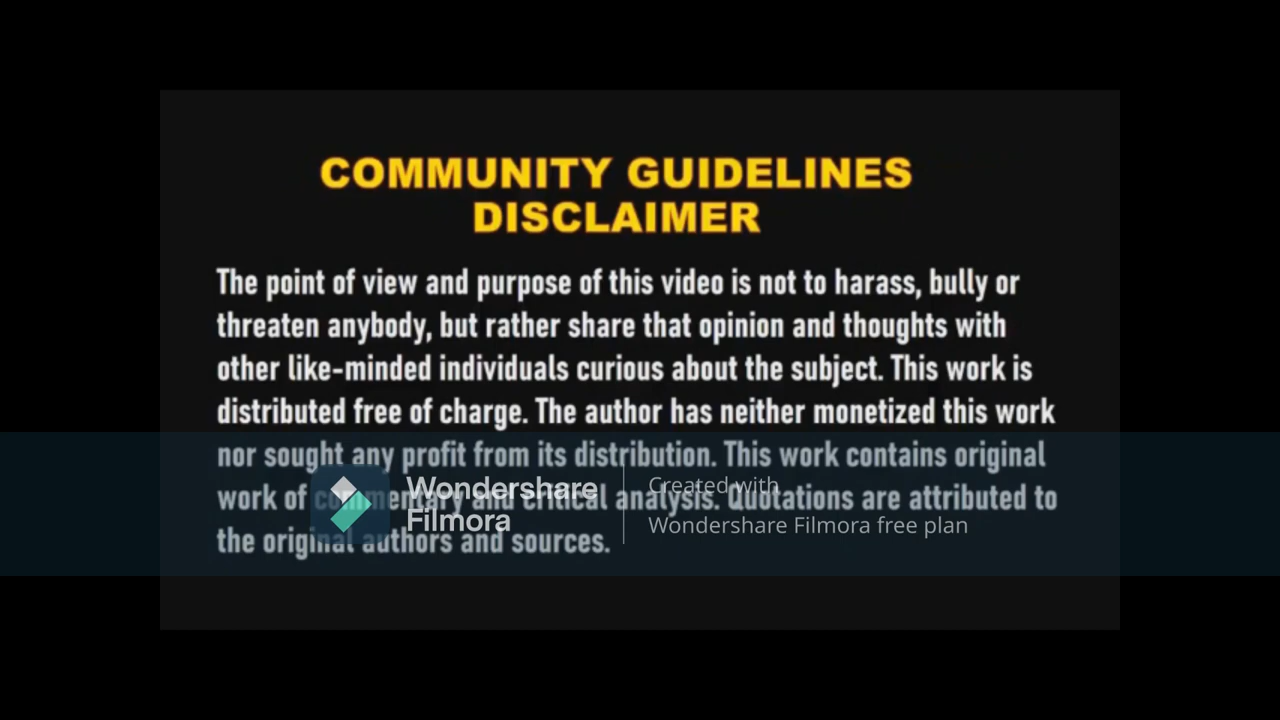 COMMUNITY GUIDELINES
DISCLAIMER
The point of view and purpose of this video is not to harass, bully or
threaten anybody, but rather share that opinion and thoughts with
other like-minded individuals curious about the subject. This work is
distributed free of charge. The author has neither monetized this work
nor sought any profit from its distribution. This work contains original
work of commentary and critical analysis. Quotations are attributed to
the original authors and sources.
Wondershare
Filmora
Created with
Wondershare Filmora free plan